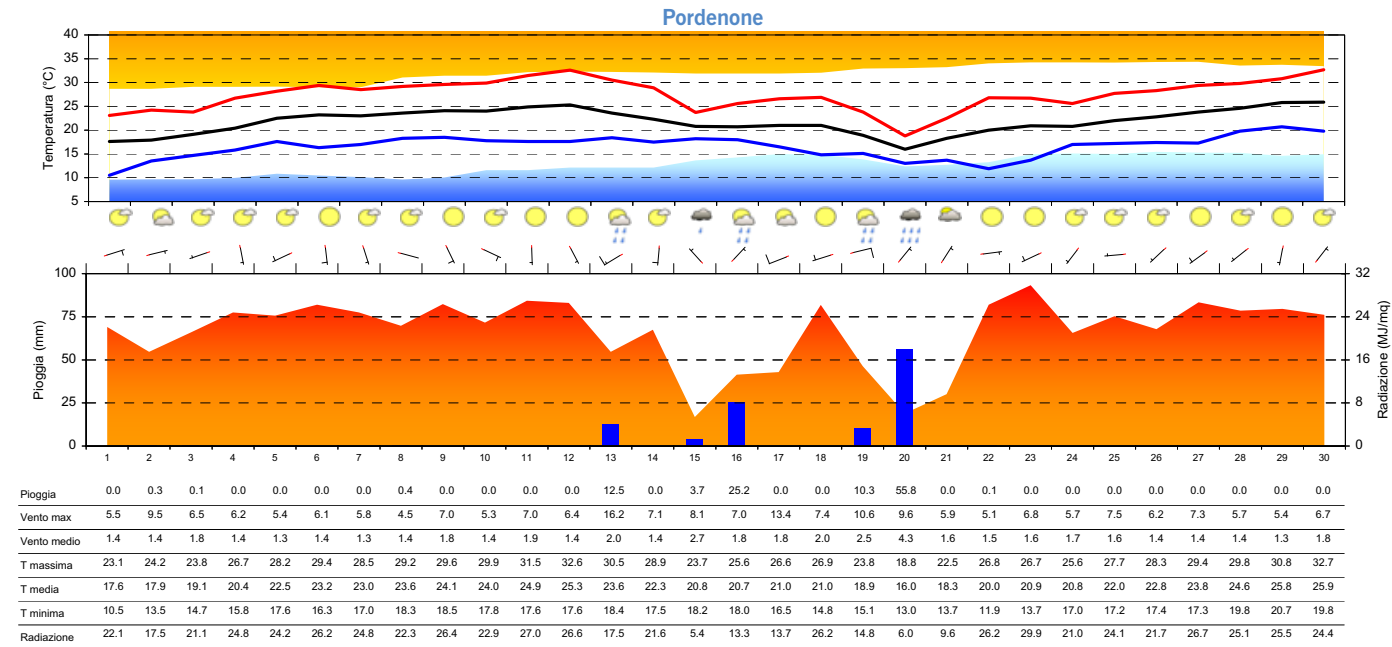 Pordenone
Temperatura (°C)
40
35
30
25
20
15
10
5
Pioggia (mm)
100
75
50
25
0
Radiazione (MJ/mq)
32
24
16
8
0
1 2 3 4 5 6 7 8 9 10 11 12 13 14 15 16 17 18 19 20 21 22 23 24 25 26 27 28 29 30
Pioggia 0.0 0.3 0.1 0.0 0.0 0.0 0.0 0.4 0.0 0.0 0.0 0.0 12.5 0.0 3.7 25.2 0.0 0.0 10.3 55.8 0.0 0.1 0.0 0.0 0.0 0.0 0.0 0.0 0.0 0.0
Vento max 5.5 9.5 6.5 6.2 5.4 6.1 5.8 4.5 7.0 5.3 7.0 6.4 16.2 7.1 8.1 7.0 13.4 7.4 10.6 9.6 5.9 5.1 6.8 5.7 7.5 6.2 7.3 5.7 5.4 6.7
Vento medio 1.4 1.4 1.8 1.4 1.3 1.4 1.3 1.4 1.8 1.4 1.9 1.4 2.0 1.4 2.7 1.8 1.8 2.0 2.5 4.3 1.6 1.5 1.6 1.7 1.6 1.4 1.4 1.4 1.3 1.8
T massima 23.1 24.2 23.8 26.7 28.2 29.4 28.5 29.2 29.6 29.9 31.5 32.6 30.5 28.9 23.7 25.6 26.6 26.9 23.8 18.8 22.5 26.8 26.7 25.6 27.7 28.3 29.4 29.8 30.8 32.7
T media 17.6 17.9 19.1 20.4 22.5 23.2 23.0 23.6 24.1 24.0 24.9 25.3 23.6 22.3 20.8 20.7 21.0 21.0 18.9 16.0 18.3 20.0 20.9 20.8 22.0 22.8 23.8 24.6 25.8 25.9
T minima 10.5 13.5 14.7 15.8 17.6 16.3 17.0 18.3 18.5 17.8 17.6 17.6 18.4 17.5 18.2 18.0 16.5 14.8 15.1 13.0 13.7 11.9 13.7 17.0 17.2 17.4 17.3 19.8 20.7 19.8
Radiazione 22.1 17.5 21.1 24.8 24.2 26.2 24.8 22.3 26.4 22.9 27.0 26.6 17.5 21.6 5.4 13.3 13.7 26.2 14.8 6.0 9.6 26.2 29.9 21.0 24.1 21.7 26.7 25.1 25.5 24.4